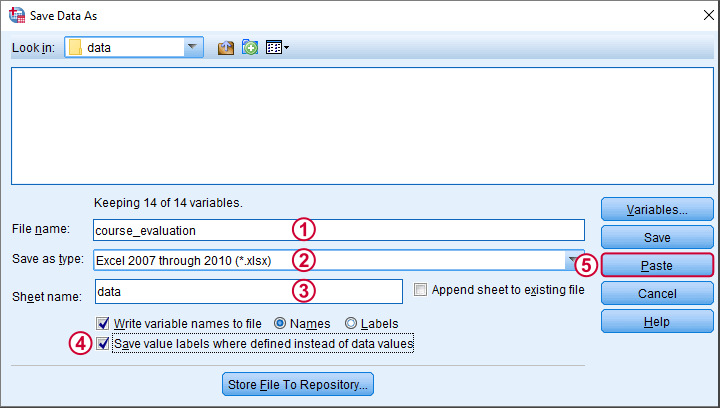 Save Data As
Look in: data
Keeping 14 of 14 variables.
File name: course_evaluation 1
Save as type: Excel 2007 through 2010 (*.xlsx) 2
Sheet name: data 3 Append sheet to existing file
Write variable names to file Names Labels
4 Save value labels where defined instead of data values
Variables...
Save
5 Paste
Cancel
Help
Store File To Repository...